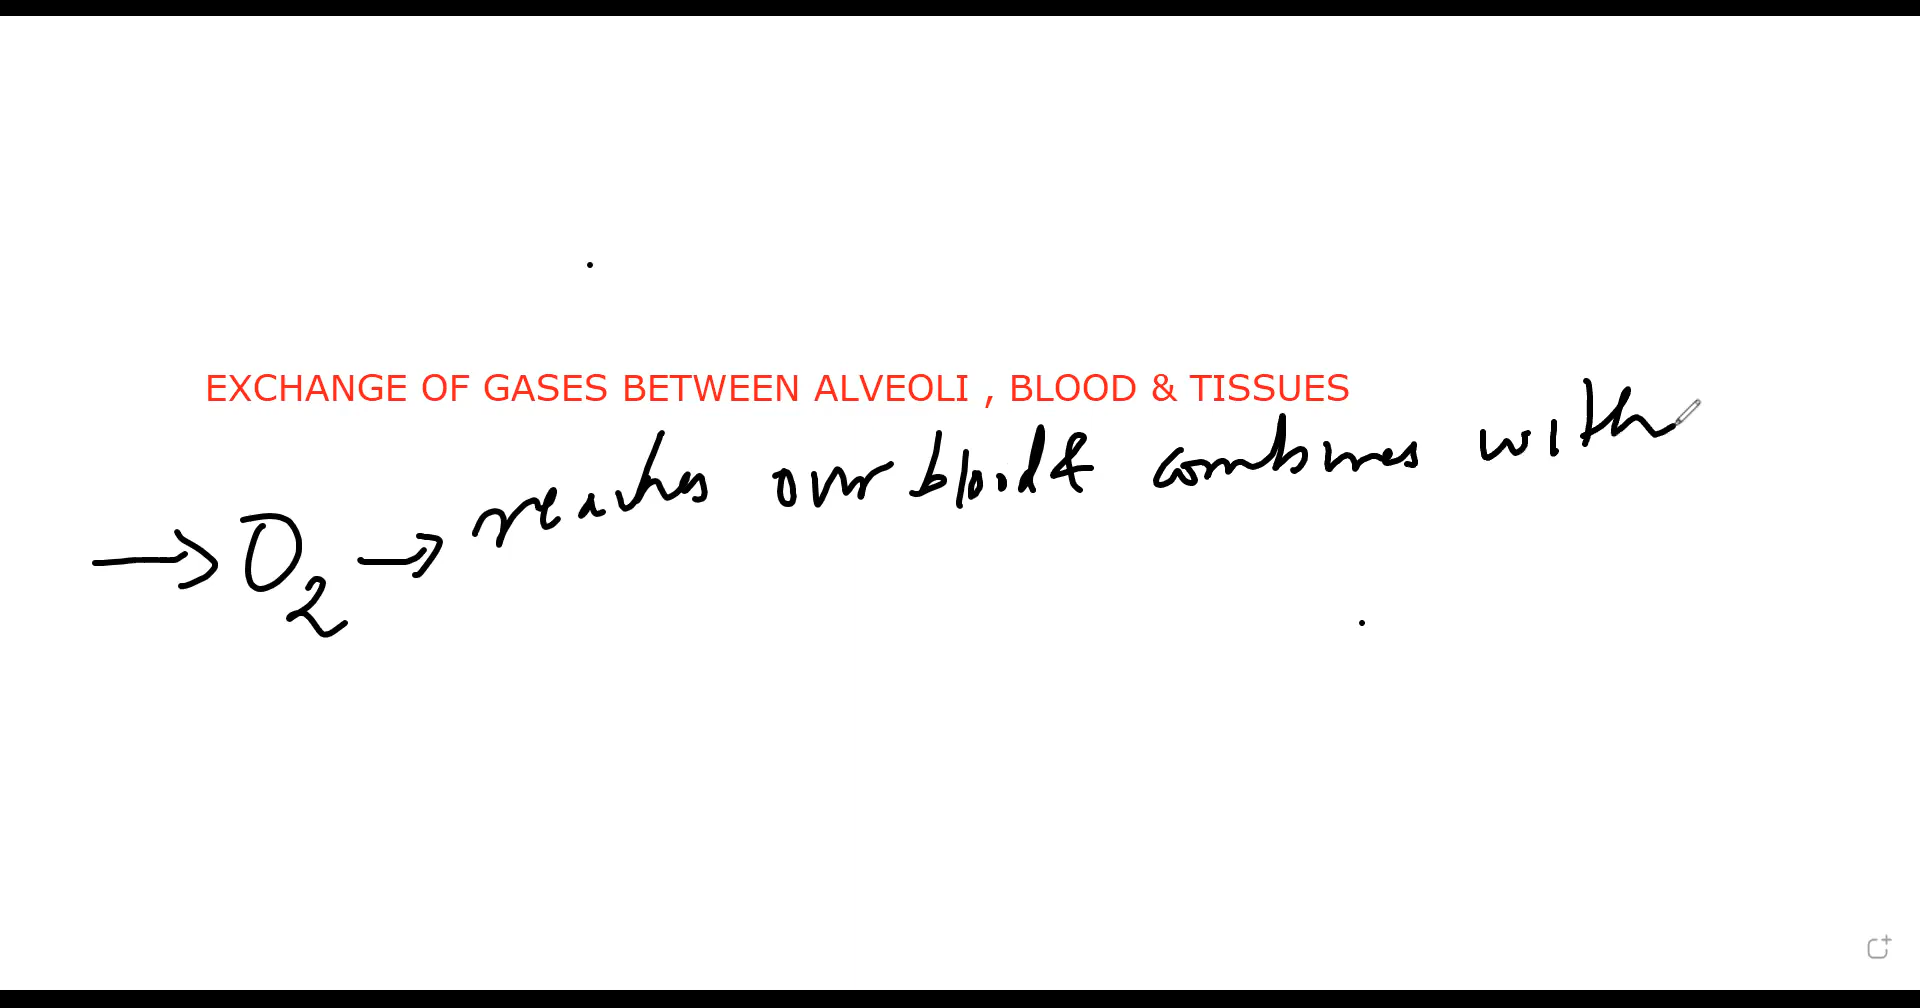 EXCHANGE OF GASES BETWEEN ALVEOLI , BLOOD & TISSUES
→ O₂ → reaches our blood & combines with